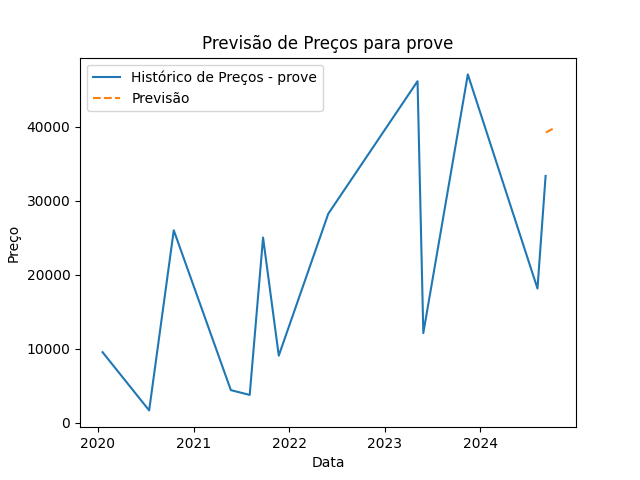 Previsão de Preços para prove
Histórico de Preços - prove
Previsão
Preço
40000
30000
20000
10000
0
2020 2021 2022 2023 2024
Data